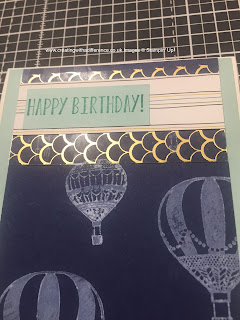 www.creatingwithadifference.co.uk Images © Stampin' Up!
HAPPY BIRTHDAY!